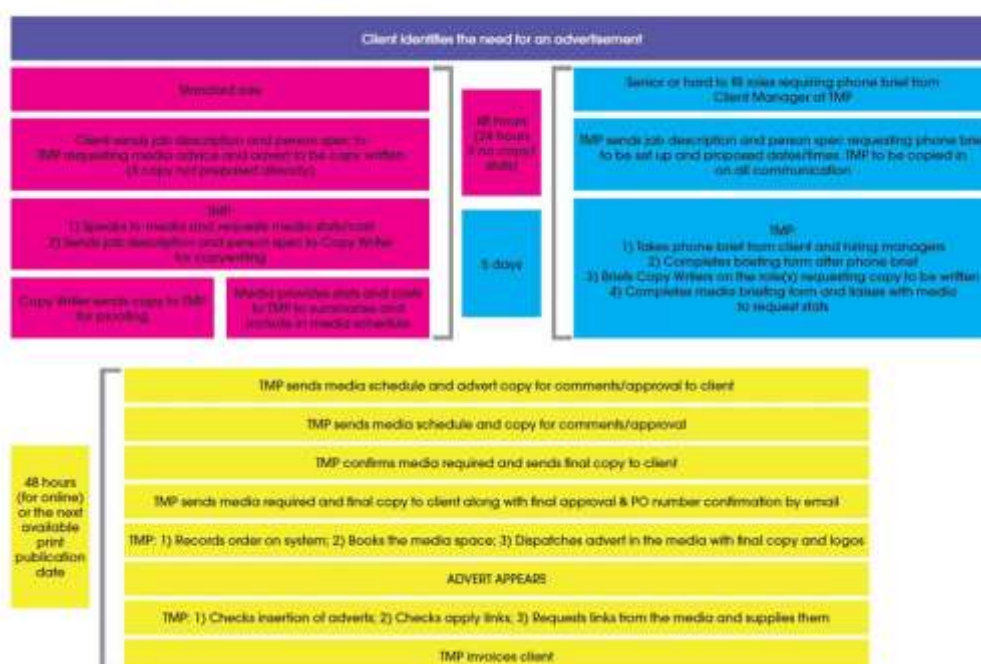 Client identifies the need for an advertisement
Standard role
Client sends job description and person spec to
TMP requesting media advice and advert to be copy written
(if copy not prepared already)
TMP:
1) Speaks to media and requests media stats/cost
2) Sends job description and person spec to Copy Writer
for copywriting
Copy Writer sends copy to TMP
for proofing
Media provides stats and costs
to TMP to summarise and
include in media schedule
48 hours
(24 hours
if no copy/
stats)
5 days
Senior or hard to fill roles requiring phone brief from
Client Manager at TMP
TMP sends job description and person spec requesting phone brief
to be set up and proposed dates/times. TMP to be copied in
on all communication
TMP:
1) Takes phone brief from client and hiring managers
2) Completes briefing form after phone brief
3) Briefs Copy Writers on the role(s) requesting copy to be written
4) Completes media briefing form and liaises with media
to request stats
48 hours
(for online)
or the next
available
print
publication
date
TMP sends media schedule and advert copy for comments/approval to client
TMP sends media schedule and copy for comments/approval
TMP confirms media required and sends final copy to client
TMP sends media required and final copy to client along with final approval & PO number confirmation by email
TMP: 1) Records order on system; 2) Books the media space; 3) Dispatches advert in the media with final copy and logos
ADVERT APPEARS
TMP: 1) Checks insertion of adverts; 2) Checks apply links; 3) Requests links from the media and supplies them
TMP invoices client